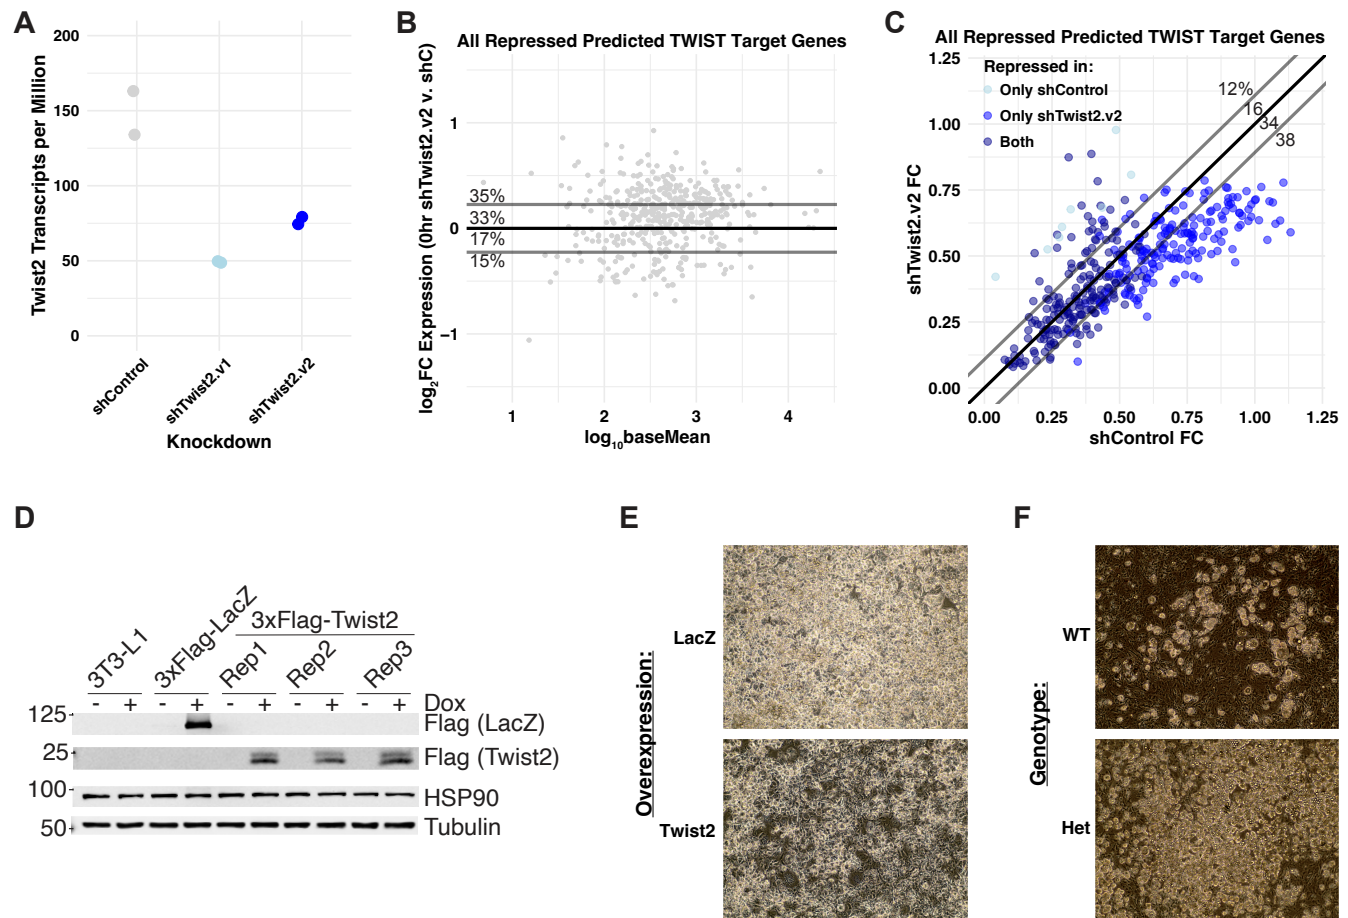 A
Twist2 Transcripts per Million
200
150
100
50
0
shControl
shTwist2.v1
shTwist2.v2
Knockdown
B
All Repressed Predicted TWIST Target Genes
log₂FC Expression (0hr shTwist2.v2 v. shC)
1
0
−1
35%
33%
17%
15%
1
2
3
4
log₁₀baseMean
C
All Repressed Predicted TWIST Target Genes
shTwist2.v2 FC
1.25
1.00
0.75
0.50
0.25
0.00
Repressed in:
Only shControl
Only shTwist2.v2
Both
12%
16
34
38
0.00
0.25
0.50
0.75
1.00
1.25
shControl FC
D
3T3-L1
3xFlag-LacZ
3xFlag-Twist2
Rep1
Rep2
Rep3
- + - + - + - + - + Dox
125
Flag (LacZ)
25
Flag (Twist2)
100
HSP90
50
Tubulin
E
Overexpression:
LacZ
Twist2
F
Genotype:
WT
Het